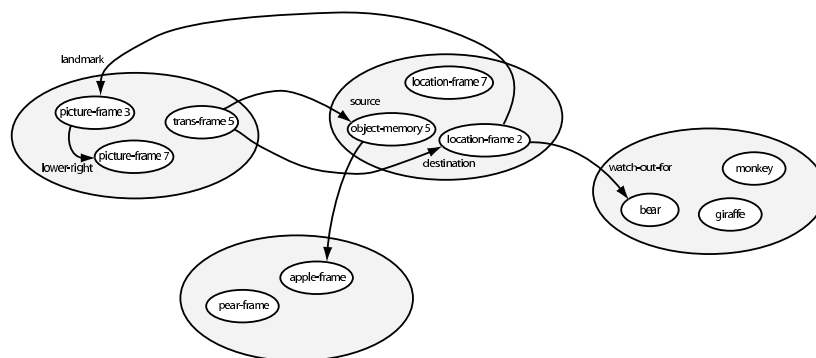 landmark
location-frame 7
source
picture-frame 3
trans-frame 5
object-memory 5
location-frame 2
picture-frame 7
lower-right
destination
watch-out-for
monkey
bear
giraffe
apple-frame
pear-frame